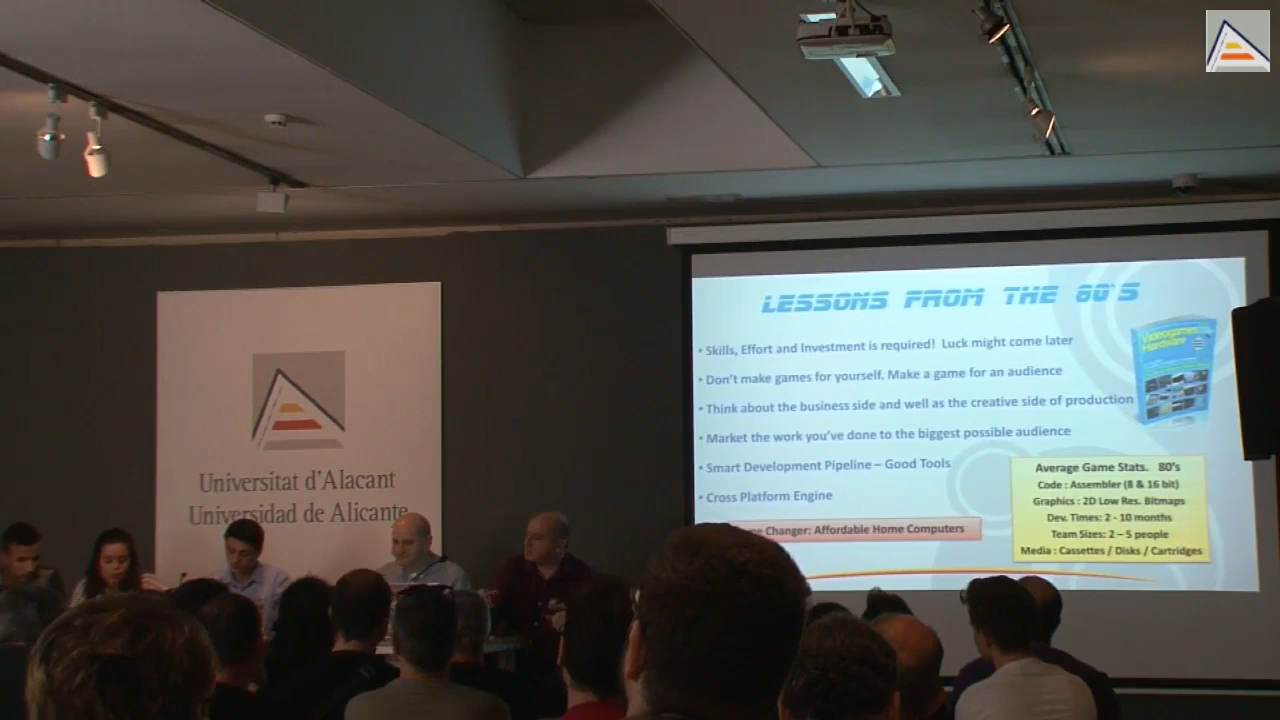 Universitat d'Alacant
Universidad de Alicante
LESSONS FROM THE 80'S
• Skills, Effort and Investment is required! Luck might come later
• Don't make games for yourself. Make a game for an audience
• Think about the business side and well as the creative side of production
• Market the work you've done to the biggest possible audience
• Smart Development Pipeline – Good Tools
• Cross Platform Engine
Changer: Affordable Home Computers
Videogames
Hardware
Average Game Stats. 80's
Code : Assembler (8 & 16 bit)
Graphics : 2D Low Res. Bitmaps
Dev. Times: 2 - 10 months
Team Sizes: 2 – 5 people
Media : Cassettes / Disks / Cartridges